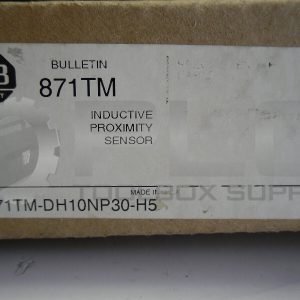 BULLETIN
871TM
INDUCTIVE
PROXIMITY
SENSOR
MADE IN
71TM-DH10NP30-H5